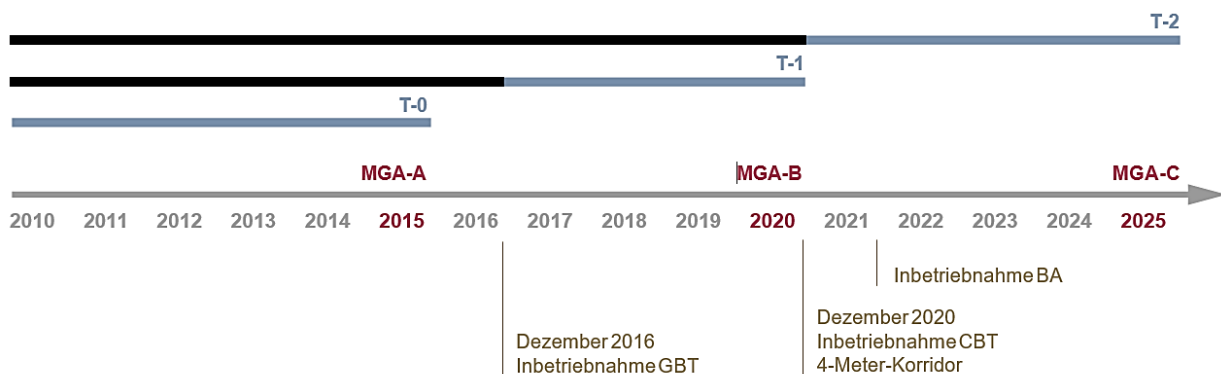 T-2
T-1
T-0
MGA-A MGA-B MGA-C
2010 2011 2012 2013 2014 2015 2016 2017 2018 2019 2020 2021 2022 2023 2024 2025
Inbetriebnahme BA
Dezember 2016
Inbetriebnahme GBT
Dezember 2020
Inbetriebnahme CBT
4-Meter-Korridor